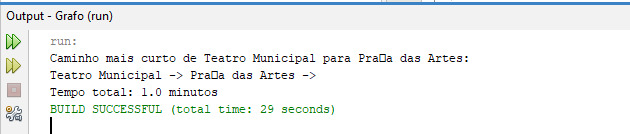 Output - Grafo (run)
run:
Caminho mais curto de Teatro Municipal para Pra□a das Artes:
Teatro Municipal -> Pra□a das Artes ->
Tempo total: 1.0 minutos
BUILD SUCCESSFUL (total time: 29 seconds)